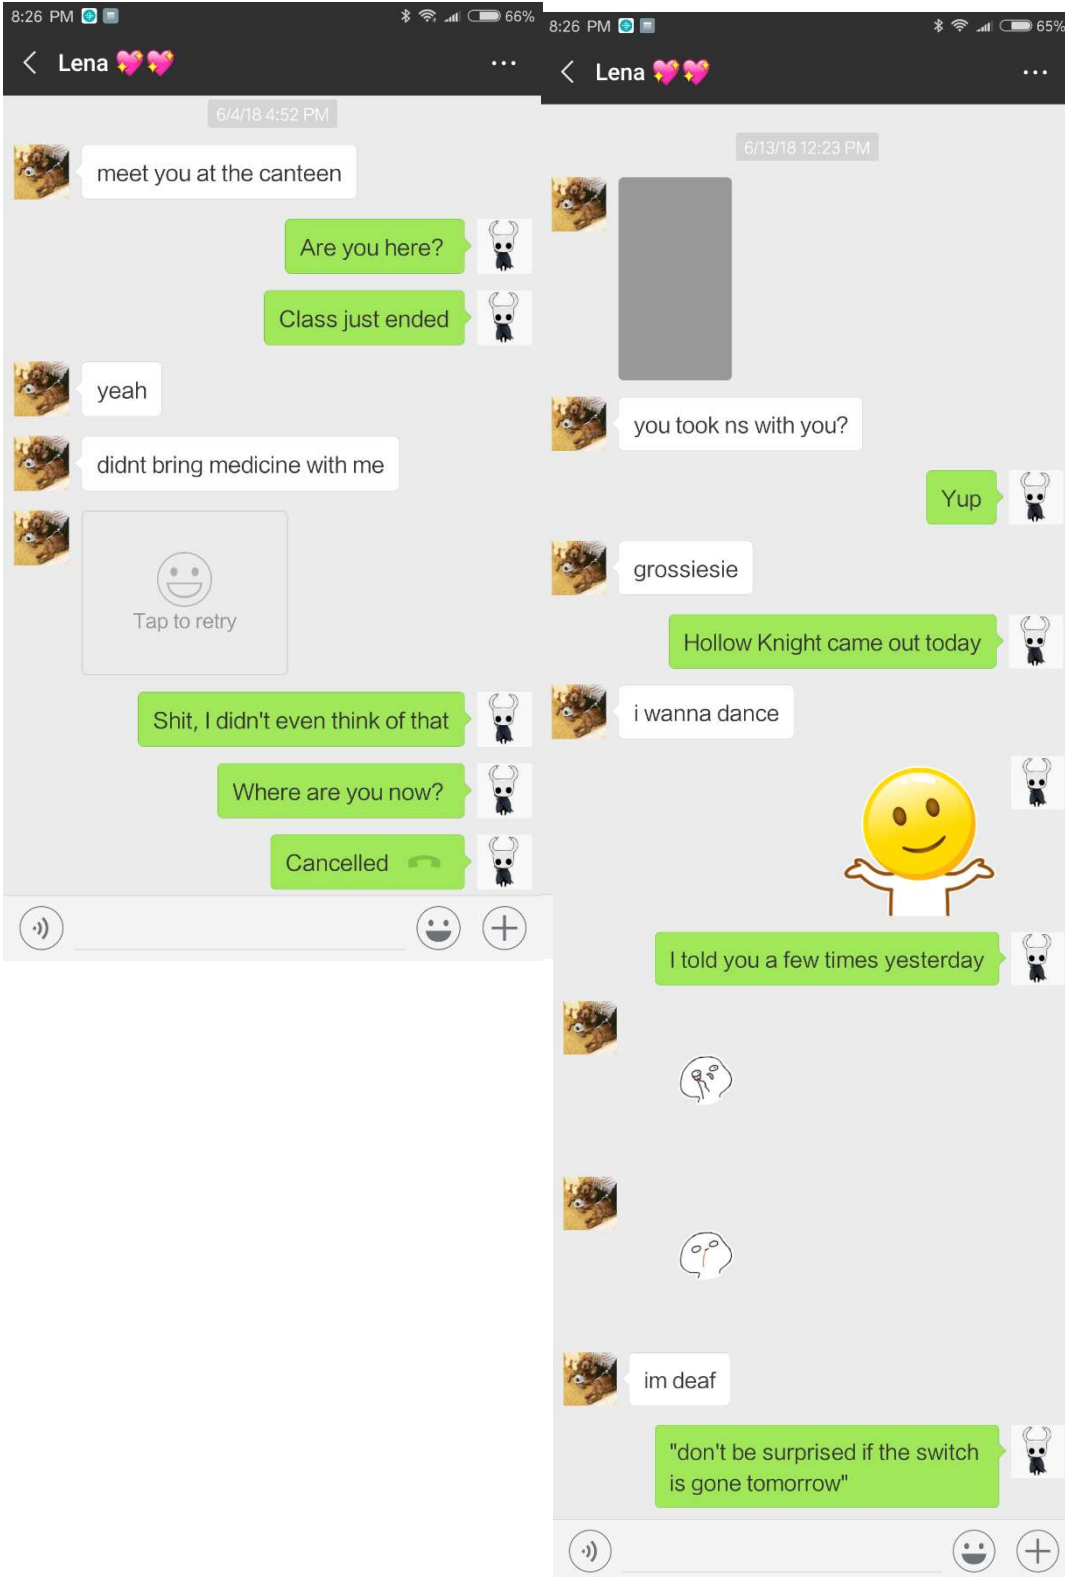 8:26 PM
66%
Lena 💖💖
6/4/18 4:52 PM
meet you at the canteen
Are you here?
Class just ended
yeah
didnt bring medicine with me
Tap to retry
Shit, I didn't even think of that
Where are you now?
Cancelled
8:26 PM
65%
Lena 💖💖
6/13/18 12:23 PM
you took ns with you?
Yup
grossiesie
Hollow Knight came out today
i wanna dance
I told you a few times yesterday
im deaf
"don't be surprised if the switch
is gone tomorrow"